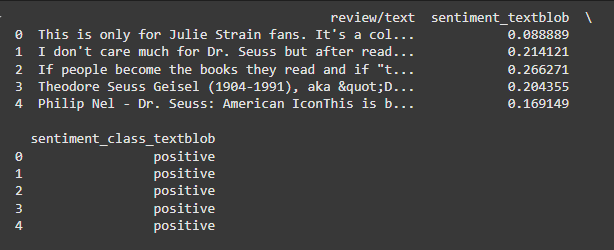 review/text  sentiment_textblob  \
0  This is only for Julie Strain fans. It's a col...  0.088889
1  I don't care much for Dr. Seuss but after read...  0.214121
2  If people become the books they read and if "t...  0.266271
3  Theodore Seuss Geisel (1904-1991), aka &quot;D...  0.204355
4  Philip Nel - Dr. Seuss: American IconThis is b...  0.169149
sentiment_class_textblob
0  positive
1  positive
2  positive
3  positive
4  positive